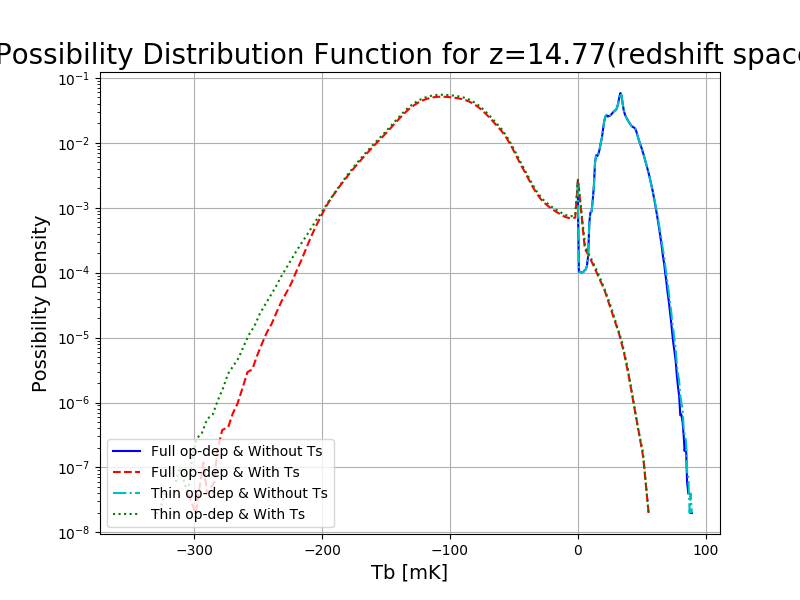 Possibility Distribution Function for z=14.77(redshift space
10⁻¹
10⁻²
10⁻³
10⁻⁴
10⁻⁵
10⁻⁶
10⁻⁷
10⁻⁸
Possibility Density
Full op-dep & Without Ts
Full op-dep & With Ts
Thin op-dep & Without Ts
Thin op-dep & With Ts
−300 −200 −100 0 100
Tb [mK]